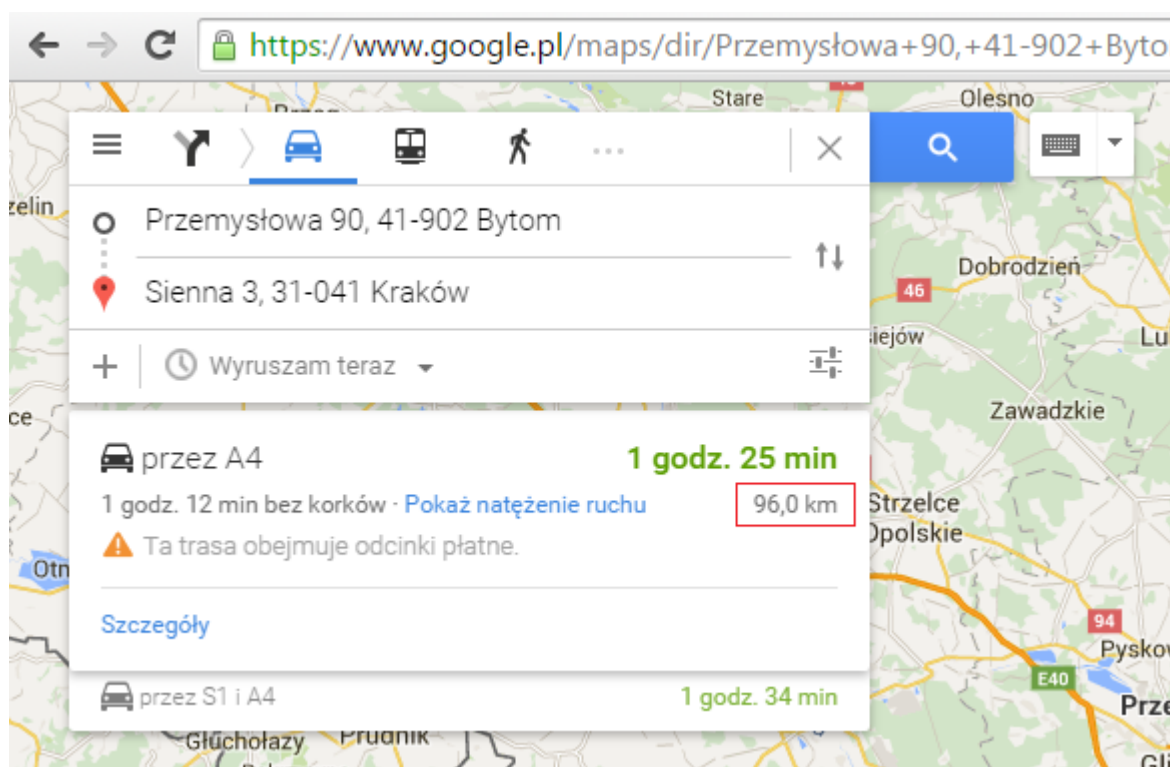 https://www.google.pl/maps/dir/Przemysłowa+90,+41-902+Byto
Stare
Olesno
zelin
Przemysłowa 90, 41-902 Bytom
Sienna 3, 31-041 Kraków
Dobrodzień
46
iejów
Lu
Wyruszam teraz
ce
Zawadzkie
przez A4
1 godz. 25 min
1 godz. 12 min bez korków · Pokaż natężenie ruchu
96,0 km
Strzelce
Opolskie
Ta trasa obejmuje odcinki płatne.
Otm
Szczegóły
94
Pysko
E40
przez S1 i A4
1 godz. 34 min
Prze
Głuchołazy
Prudnik
Gli